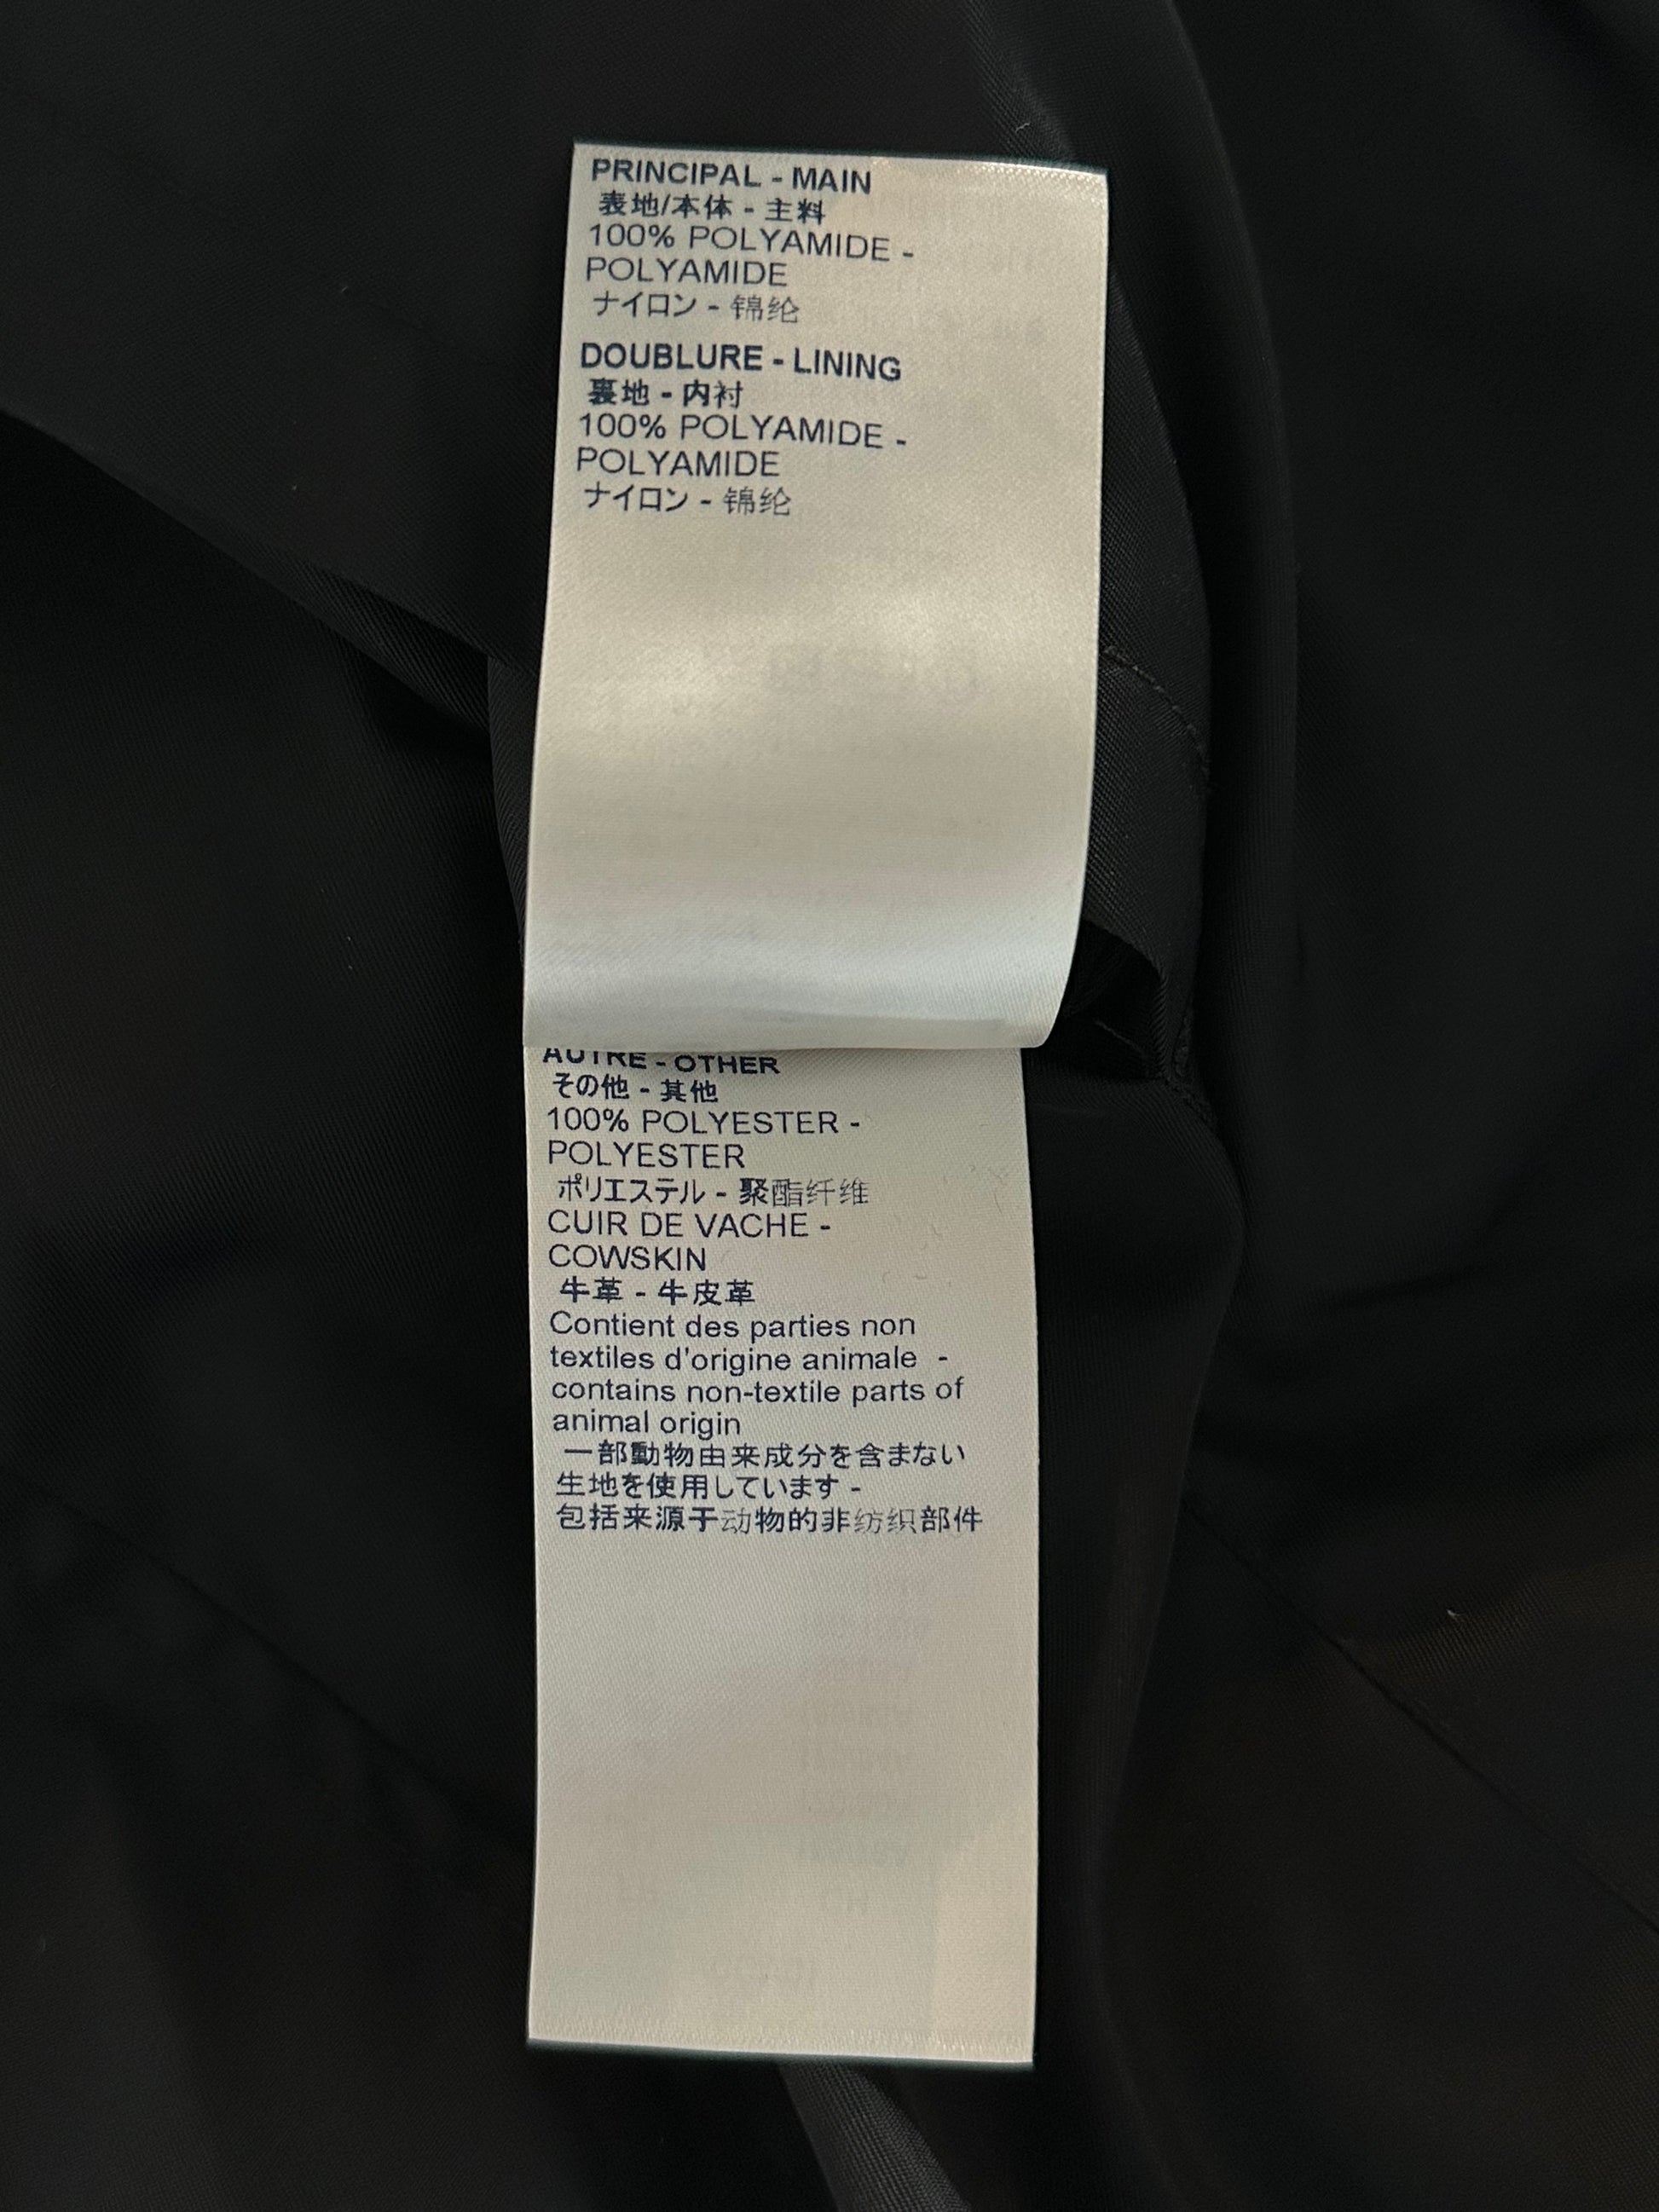 PRINCIPAL - MAIN
表地/本体 - 主料
100% POLYAMIDE -
POLYAMIDE
ナイロン - 锦纶
DOUBLURE - LINING
裏地 - 内衬
100% POLYAMIDE -
POLYAMIDE
ナイロン - 锦纶
AUTRE - OTHER
その他 - 其他
100% POLYESTER -
POLYESTER
ポリエステル - 聚酯纤维
CUIR DE VACHE -
COWSKIN
牛革 - 牛皮革
Contient des parties non
textiles d'origine animale -
contains non-textile parts of
animal origin
一部動物由来成分を含まない
生地を使用しています -
包括来源于动物的非纺织部件